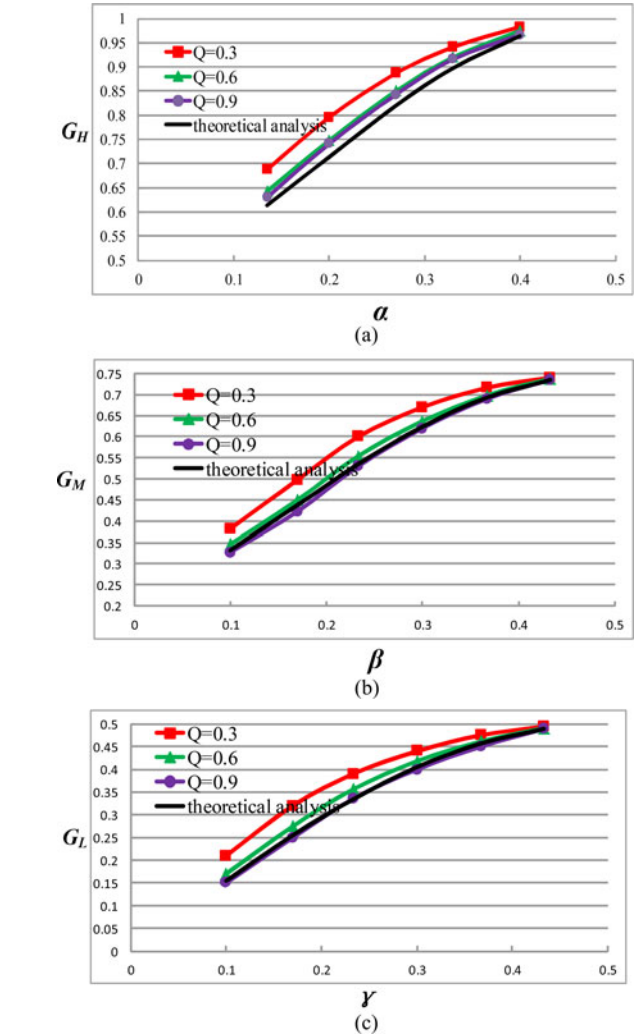 1
0.95
0.9
0.85
0.8
0.75
0.7
0.65
0.6
0.55
0.5
G_H
Q=0.3
Q=0.6
Q=0.9
theoretical analysis
0 0.1 0.2 0.3 0.4 0.5
α
(a)
0.75
0.7
0.65
0.6
0.55
0.5
0.45
0.4
0.35
0.3
0.25
0.2
G_M
Q=0.3
Q=0.6
Q=0.9
theoretical analysis
0 0.1 0.2 0.3 0.4 0.5
β
(b)
0.5
0.45
0.4
0.35
0.3
0.25
0.2
0.15
0.1
0.05
0
G_L
Q=0.3
Q=0.6
Q=0.9
theoretical analysis
0 0.1 0.2 0.3 0.4 0.5
γ
(c)